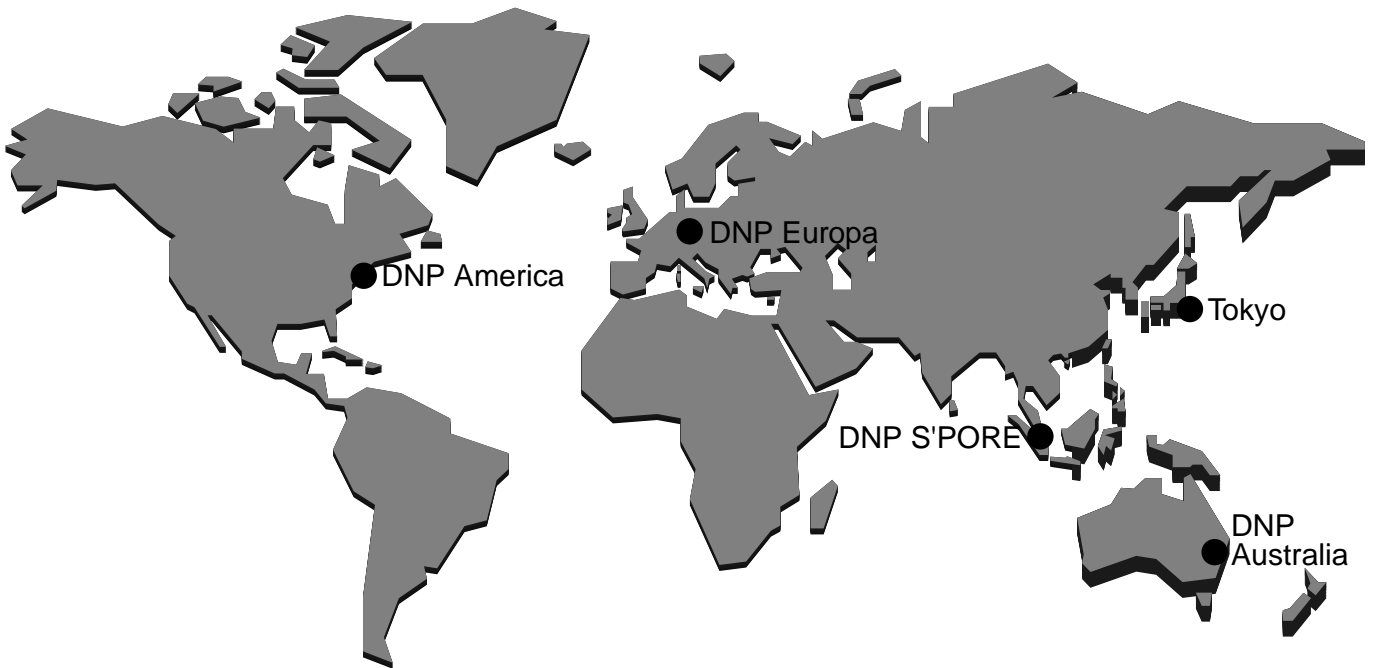 DNP Europa
DNP America
Tokyo
DNP S'PORE
DNP
Australia